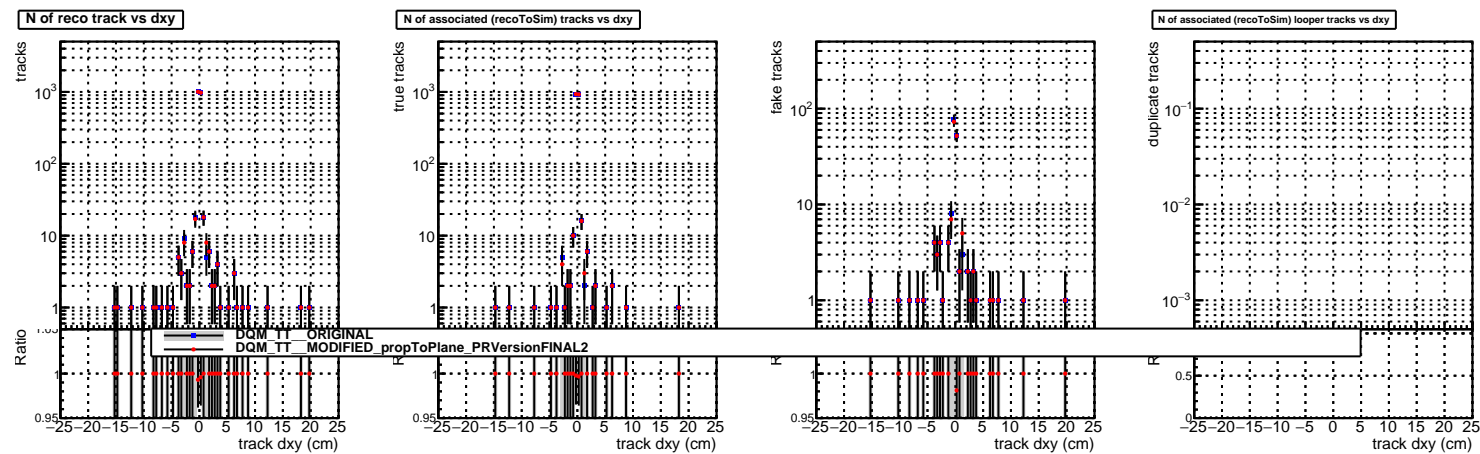 N of reco track vs dxy
tracks
10³
10²
10
1
Ratio
1
0.95
−25 −20 −15 −10 −5 0 5 10 15 20 25
track dxy (cm)
N of associated (recoToSim) tracks vs dxy
true tracks
10³
10²
10
1
1
0.95
−25 −20 −15 −10 −5 0 5 10 15 20 25
track dxy (cm)
fake tracks
10²
10
1
1
0.95
−25 −20 −15 −10 −5 0 5 10 15 20 25
track dxy (cm)
N of associated (recoToSim) looper tracks vs dxy
duplicate tracks
10⁻¹
10⁻²
10⁻³
0.5
0
−25 −20 −15 −10 −5 0 5 10 15 20 25
track dxy (cm)
DQM_TT__ORIGINAL
DQM_TT__MODIFIED_propToPlane_PRVersionFINAL2